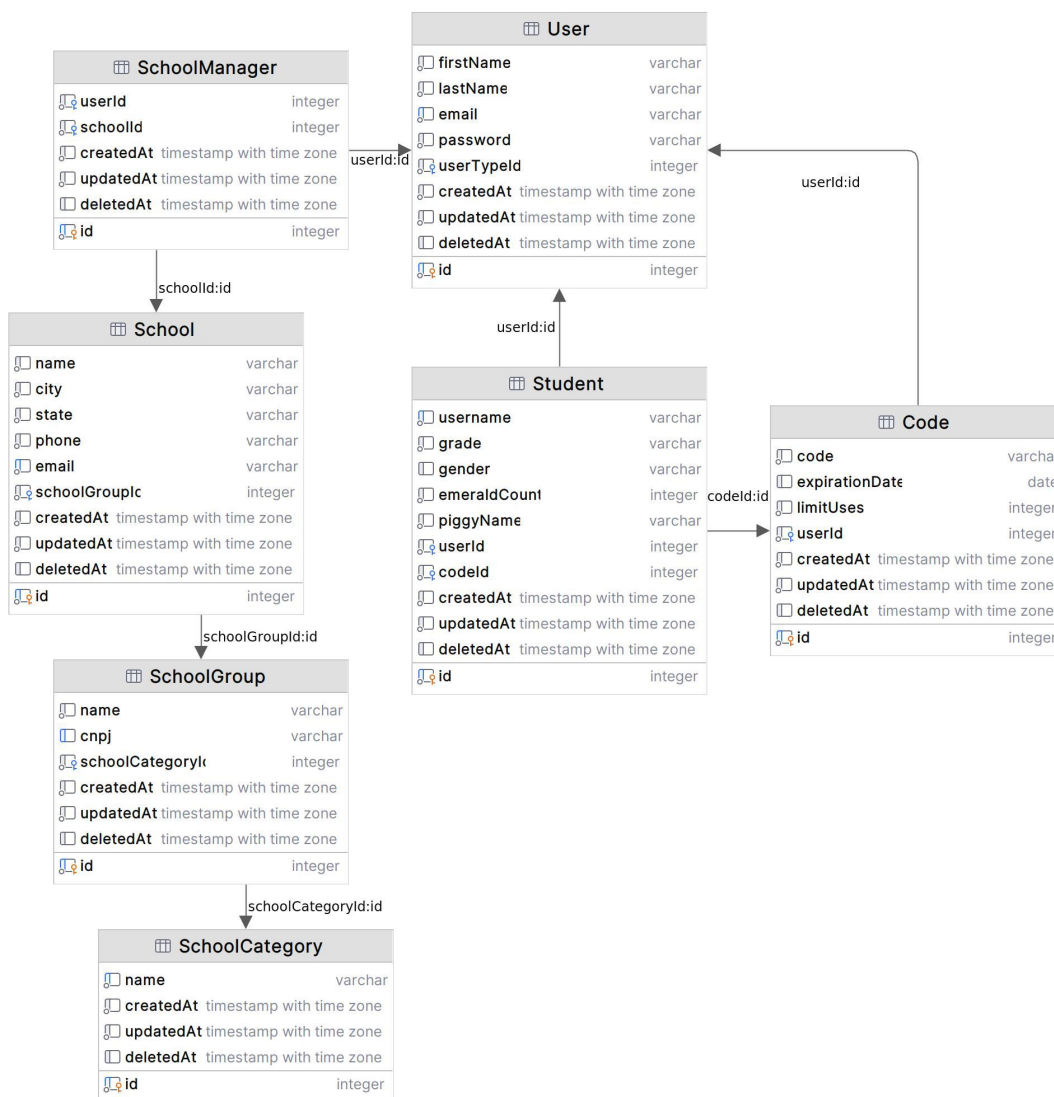 User
firstName varchar
lastName varchar
email varchar
password varchar
userTypeId integer
createdAt timestamp with time zone
updatedAt timestamp with time zone
deletedAt timestamp with time zone
id integer
SchoolManager
userId integer
schoolId integer
createdAt timestamp with time zone
updatedAt timestamp with time zone
deletedAt timestamp with time zone
id integer
userId:id
userId:id
schoolId:id
userId:id
School
name varchar
city varchar
state varchar
phone varchar
email varchar
schoolGroupIc integer
createdAt timestamp with time zone
updatedAt timestamp with time zone
deletedAt timestamp with time zone
id integer
Student
username varchar
grade varchar
gender varchar
emeraldCount integer
piggyName varchar
userId integer
codeId integer
createdAt timestamp with time zone
updatedAt timestamp with time zone
deletedAt timestamp with time zone
id integer
codeId:id
Code
code varcha
expirationDate date
limitUses integer
userId integer
createdAt timestamp with time zone
updatedAt timestamp with time zone
deletedAt timestamp with time zone
id integer
schoolGroupId:id
SchoolGroup
name varchar
cnpj varchar
schoolCategoryIc integer
createdAt timestamp with time zone
updatedAt timestamp with time zone
deletedAt timestamp with time zone
id integer
schoolCategoryId:id
SchoolCategory
name varchar
createdAt timestamp with time zone
updatedAt timestamp with time zone
deletedAt timestamp with time zone
id integer